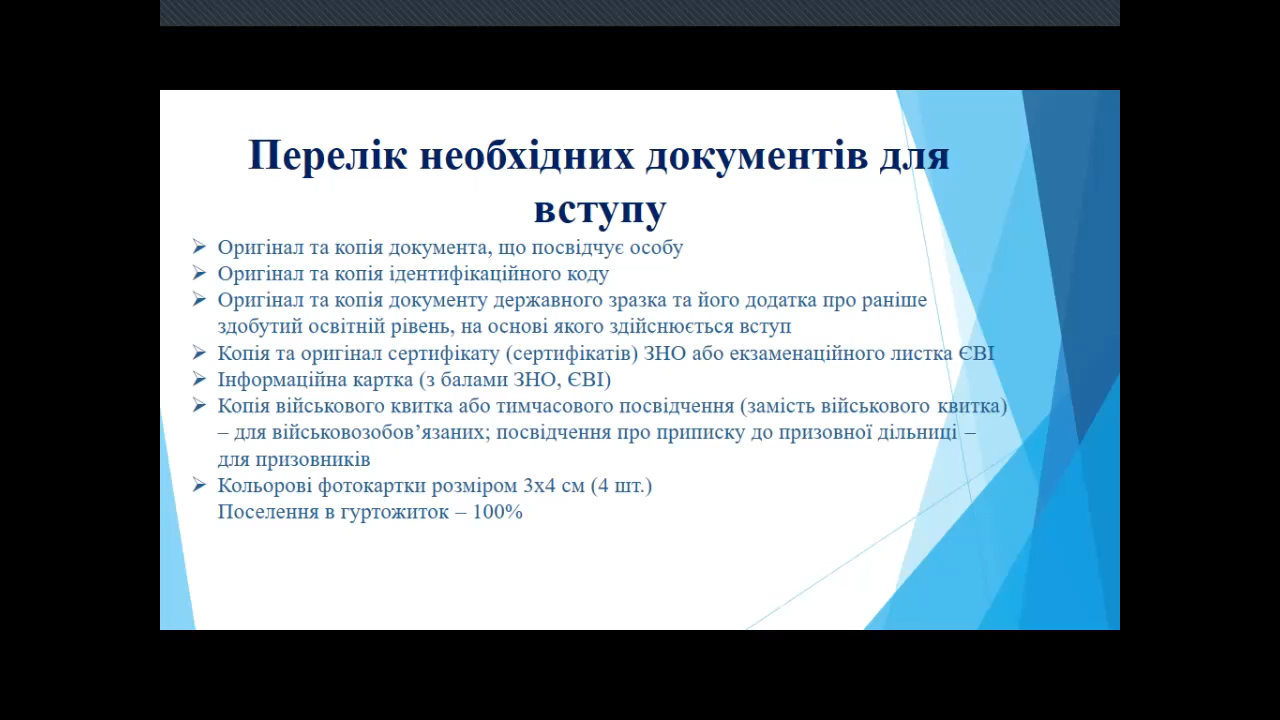 Перелік необхідних документів для
вступу
➢ Оригінал та копія документа, що посвідчує особу
➢ Оригінал та копія ідентифікаційного коду
➢ Оригінал та копія документу державного зразка та його додатка про раніше
здобутий освітній рівень, на основі якого здійснюється вступ
➢ Копія та оригінал сертифікату (сертифікатів) ЗНО або екзаменаційного листка ЄВІ
➢ Інформаційна картка (з балами ЗНО, ЄВІ)
➢ Копія військового квитка або тимчасового посвідчення (замість військового квитка)
– для військовозобов’язаних; посвідчення про приписку до призовної дільниці –
для призовників
➢ Кольорові фотокартки розміром 3х4 см (4 шт.)
Поселення в гуртожиток – 100%